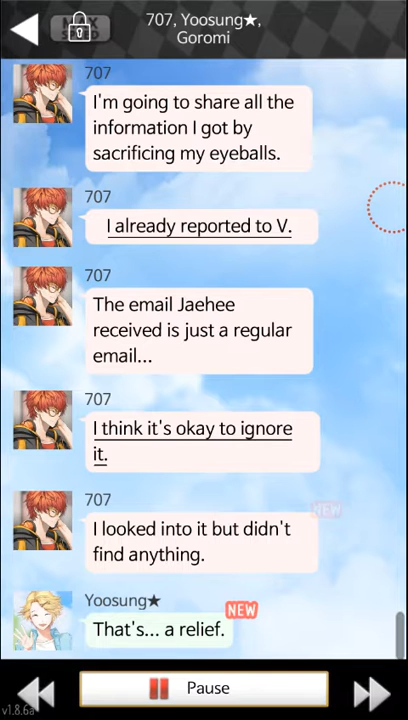 707, Yoosung★,
Goromi
707
I'm going to share all the
information I got by
sacrificing my eyeballs.
707
I already reported to V.
707
The email Jaehee
received is just a regular
email...
707
I think it's okay to ignore
it.
707
NEW
I looked into it but didn't
find anything.
Yoosung★
NEW
That's... a relief.
Pause
v1.8.6a